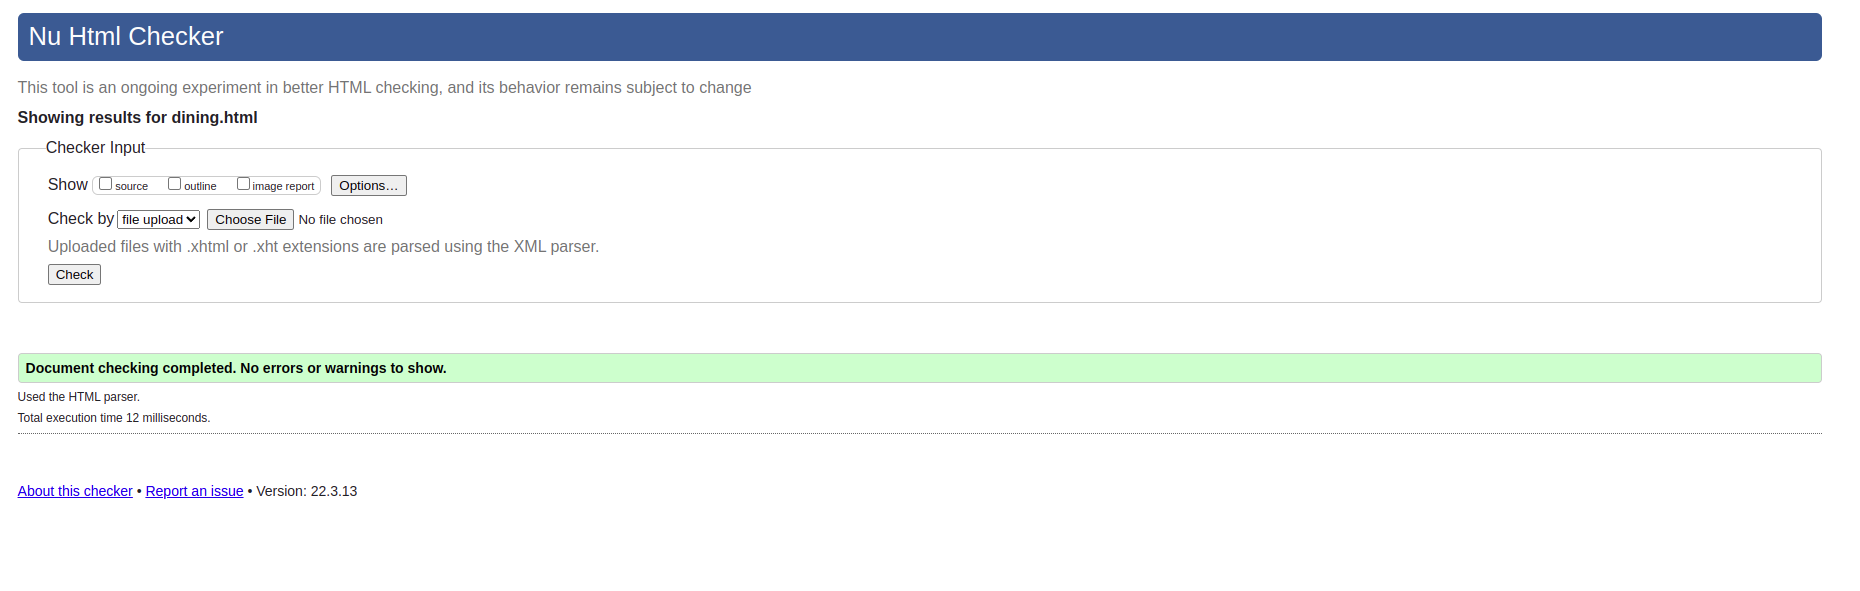 Nu Html Checker
This tool is an ongoing experiment in better HTML checking, and its behavior remains subject to change
Showing results for dining.html
Checker Input
Show source outline image report Options…
Check by file upload Choose File No file chosen
Uploaded files with .xhtml or .xht extensions are parsed using the XML parser.
Check
Document checking completed. No errors or warnings to show.
Used the HTML parser.
Total execution time 12 milliseconds.
About this checker • Report an issue • Version: 22.3.13